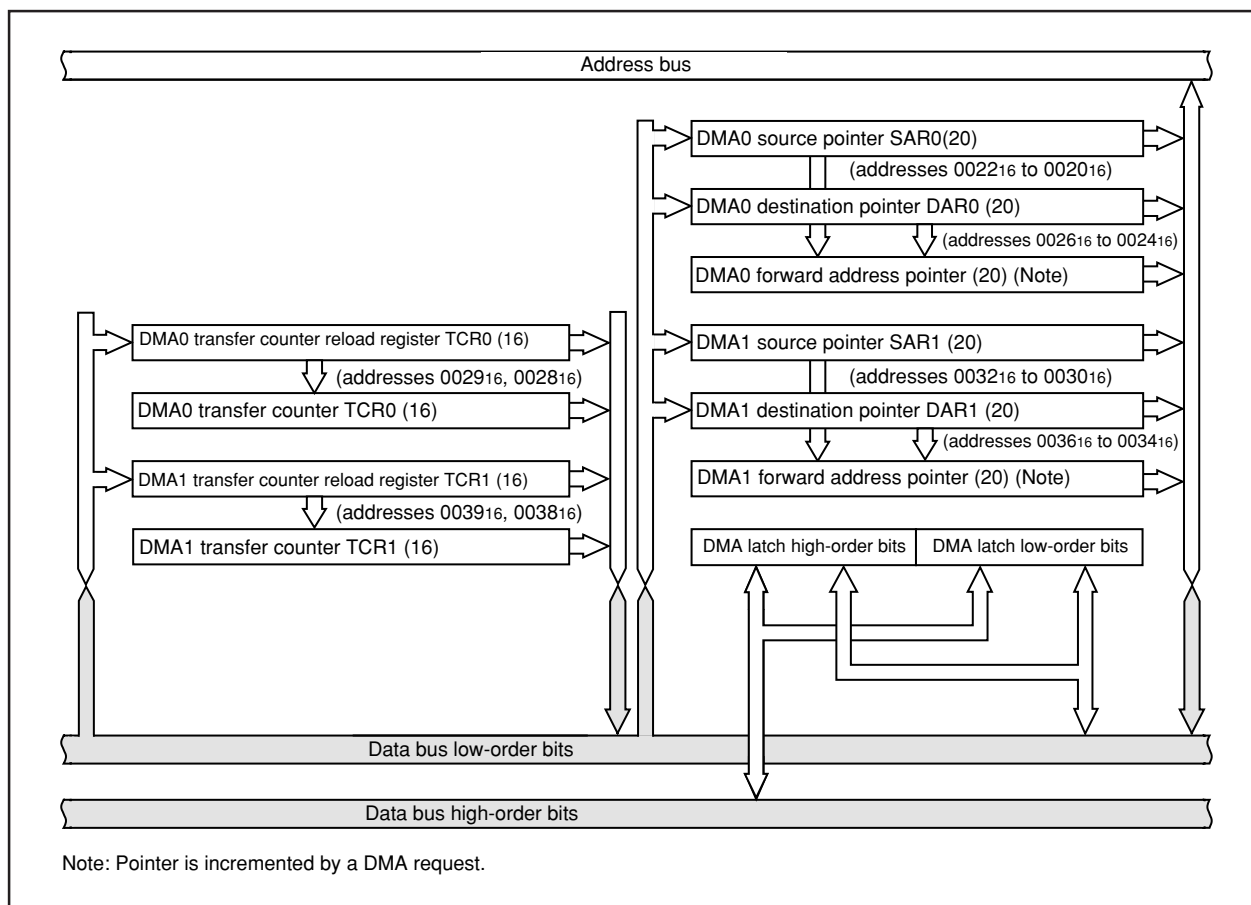 Address bus
DMA0 source pointer SAR0(20)
(addresses 002216 to 002016)
DMA0 destination pointer DAR0 (20)
(addresses 002616 to 002416)
DMA0 forward address pointer (20) (Note)
DMA0 transfer counter reload register TCR0 (16)
(addresses 002916, 002816)
DMA0 transfer counter TCR0 (16)
DMA1 transfer counter reload register TCR1 (16)
(addresses 003916, 003816)
DMA1 transfer counter TCR1 (16)
DMA1 source pointer SAR1 (20)
(addresses 003216 to 003016)
DMA1 destination pointer DAR1 (20)
(addresses 003616 to 003416)
DMA1 forward address pointer (20) (Note)
DMA latch high-order bits
DMA latch low-order bits
Data bus low-order bits
Data bus high-order bits
Note: Pointer is incremented by a DMA request.